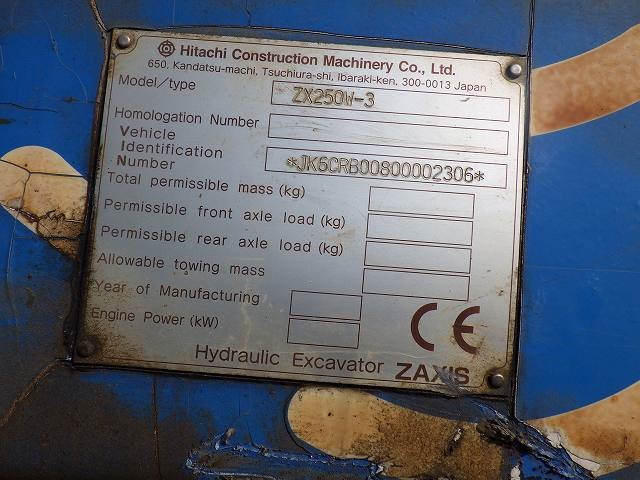 Hitachi Construction Machinery Co., Ltd.
650, Kandatsu-machi, Tsuchiura-shi, Ibaraki-ken, 300-0013 Japan
Model/type ZX250W-3
Homologation Number
Vehicle
Identification
Number *JK6CRB00800002306*
Total permissible mass (kg)
Permissible front axle load (kg)
Permissible rear axle load (kg)
Allowable towing mass
Year of Manufacturing
Engine Power (kW)
CE
Hydraulic Excavator ZAXIS